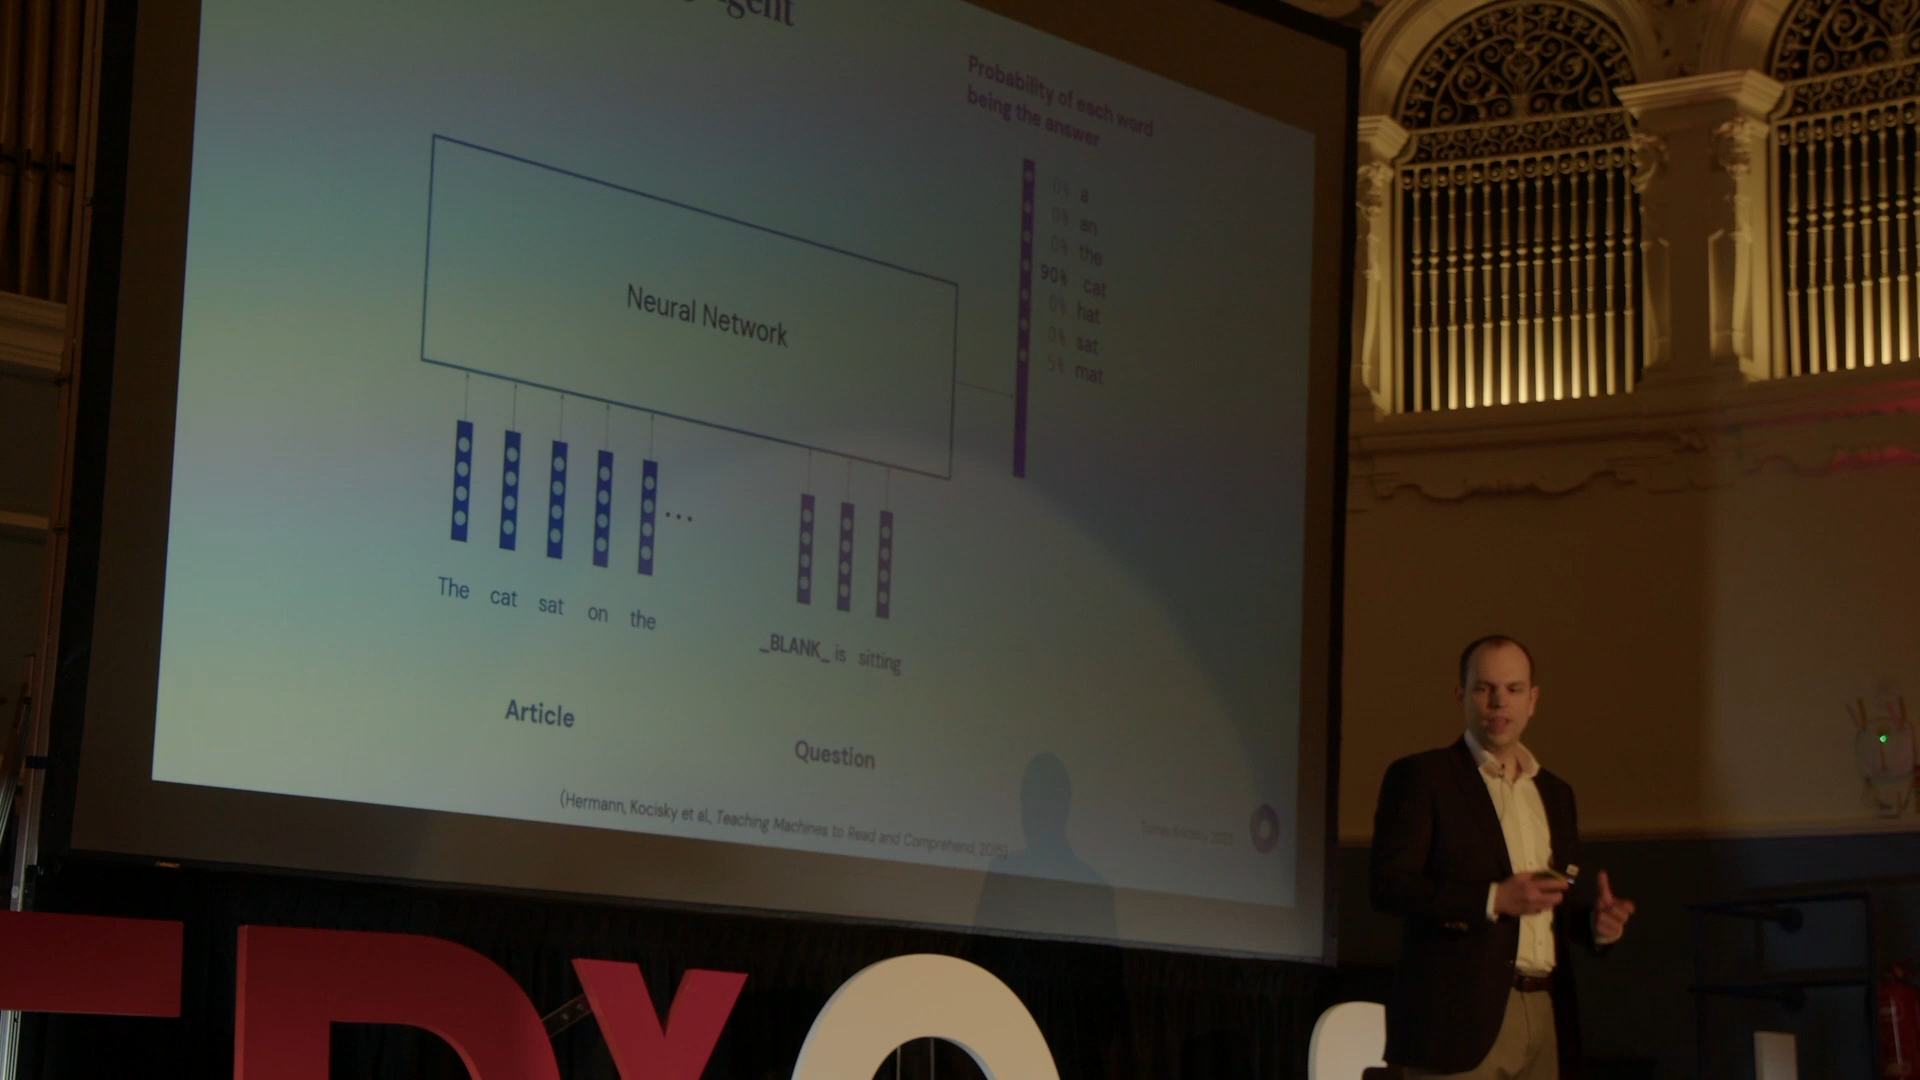 Probability of each word
being the answer
0% a
0% an
0% the
90% cat
0% hat
0% sat
5% mat
Neural Network
...
The cat sat on the
_BLANK_ is sitting
Article
Question
(Hermann, Kocisky et al., Teaching Machines to Read and Comprehend, 2015)